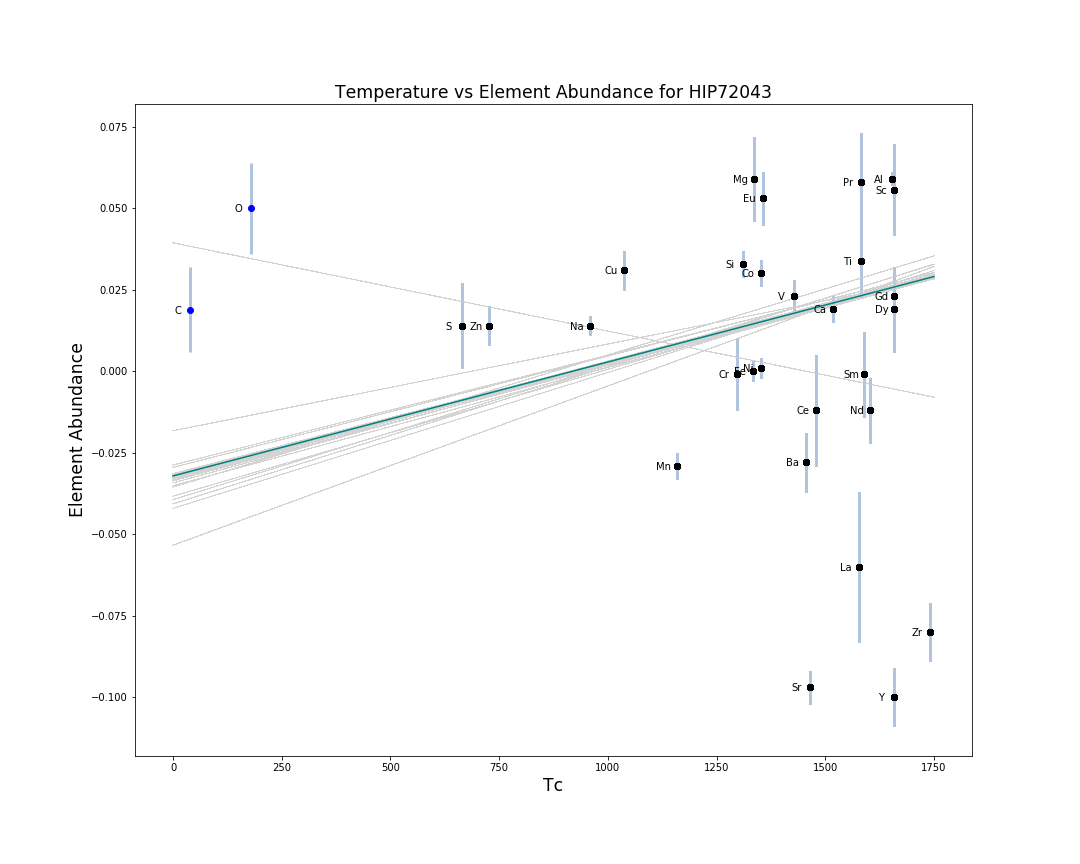 Temperature vs Element Abundance for HIP72043
0.075
0.050
0.025
0.000
−0.025
−0.050
−0.075
−0.100
Element Abundance
O
C
S
Zn
Na
Cu
Mn
Mg
Eu
Si
Co
V
Ca
Cr
Fe
Ni
Pr
Al
Sc
Ti
Gd
Dy
Sm
Ce
Nd
Ba
La
Zr
Sr
Y
0
250
500
750
1000
1250
1500
1750
Tc